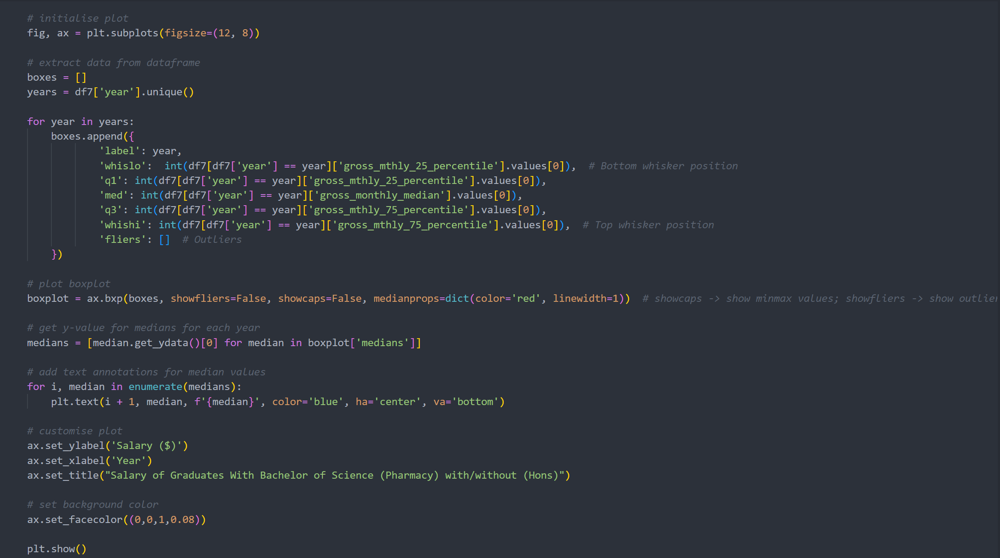 # initialise plot
fig, ax = plt.subplots(figsize=(12, 8))
# extract data from dataframe
boxes = []
years = df7['year'].unique()
for year in years:
boxes.append({
'label': year,
'whislo':  int(df7[df7['year'] == year]['gross_mthly_25_percentile'].values[0]),  # Bottom whisker position
'q1': int(df7[df7['year'] == year]['gross_mthly_25_percentile'].values[0]),
'med': int(df7[df7['year'] == year]['gross_monthly_median'].values[0]),
'q3': int(df7[df7['year'] == year]['gross_mthly_75_percentile'].values[0]),
'whishi': int(df7[df7['year'] == year]['gross_mthly_75_percentile'].values[0]),  # Top whisker position
'fliers': []  # Outliers
})
# plot boxplot
boxplot = ax.bxp(boxes, showfliers=False, showcaps=False, medianprops=dict(color='red', linewidth=1))  # showcaps -> show minmax values; showfliers -> show outlier
# get y-value for medians for each year
medians = [median.get_ydata()[0] for median in boxplot['medians']]
# add text annotations for median values
for i, median in enumerate(medians):
plt.text(i + 1, median, f'{median}', color='blue', ha='center', va='bottom')
# customise plot
ax.set_ylabel('Salary ($)')
ax.set_xlabel('Year')
ax.set_title("Salary of Graduates With Bachelor of Science (Pharmacy) with/without (Hons)")
# set background color
ax.set_facecolor((0,0,1,0.08))
plt.show()